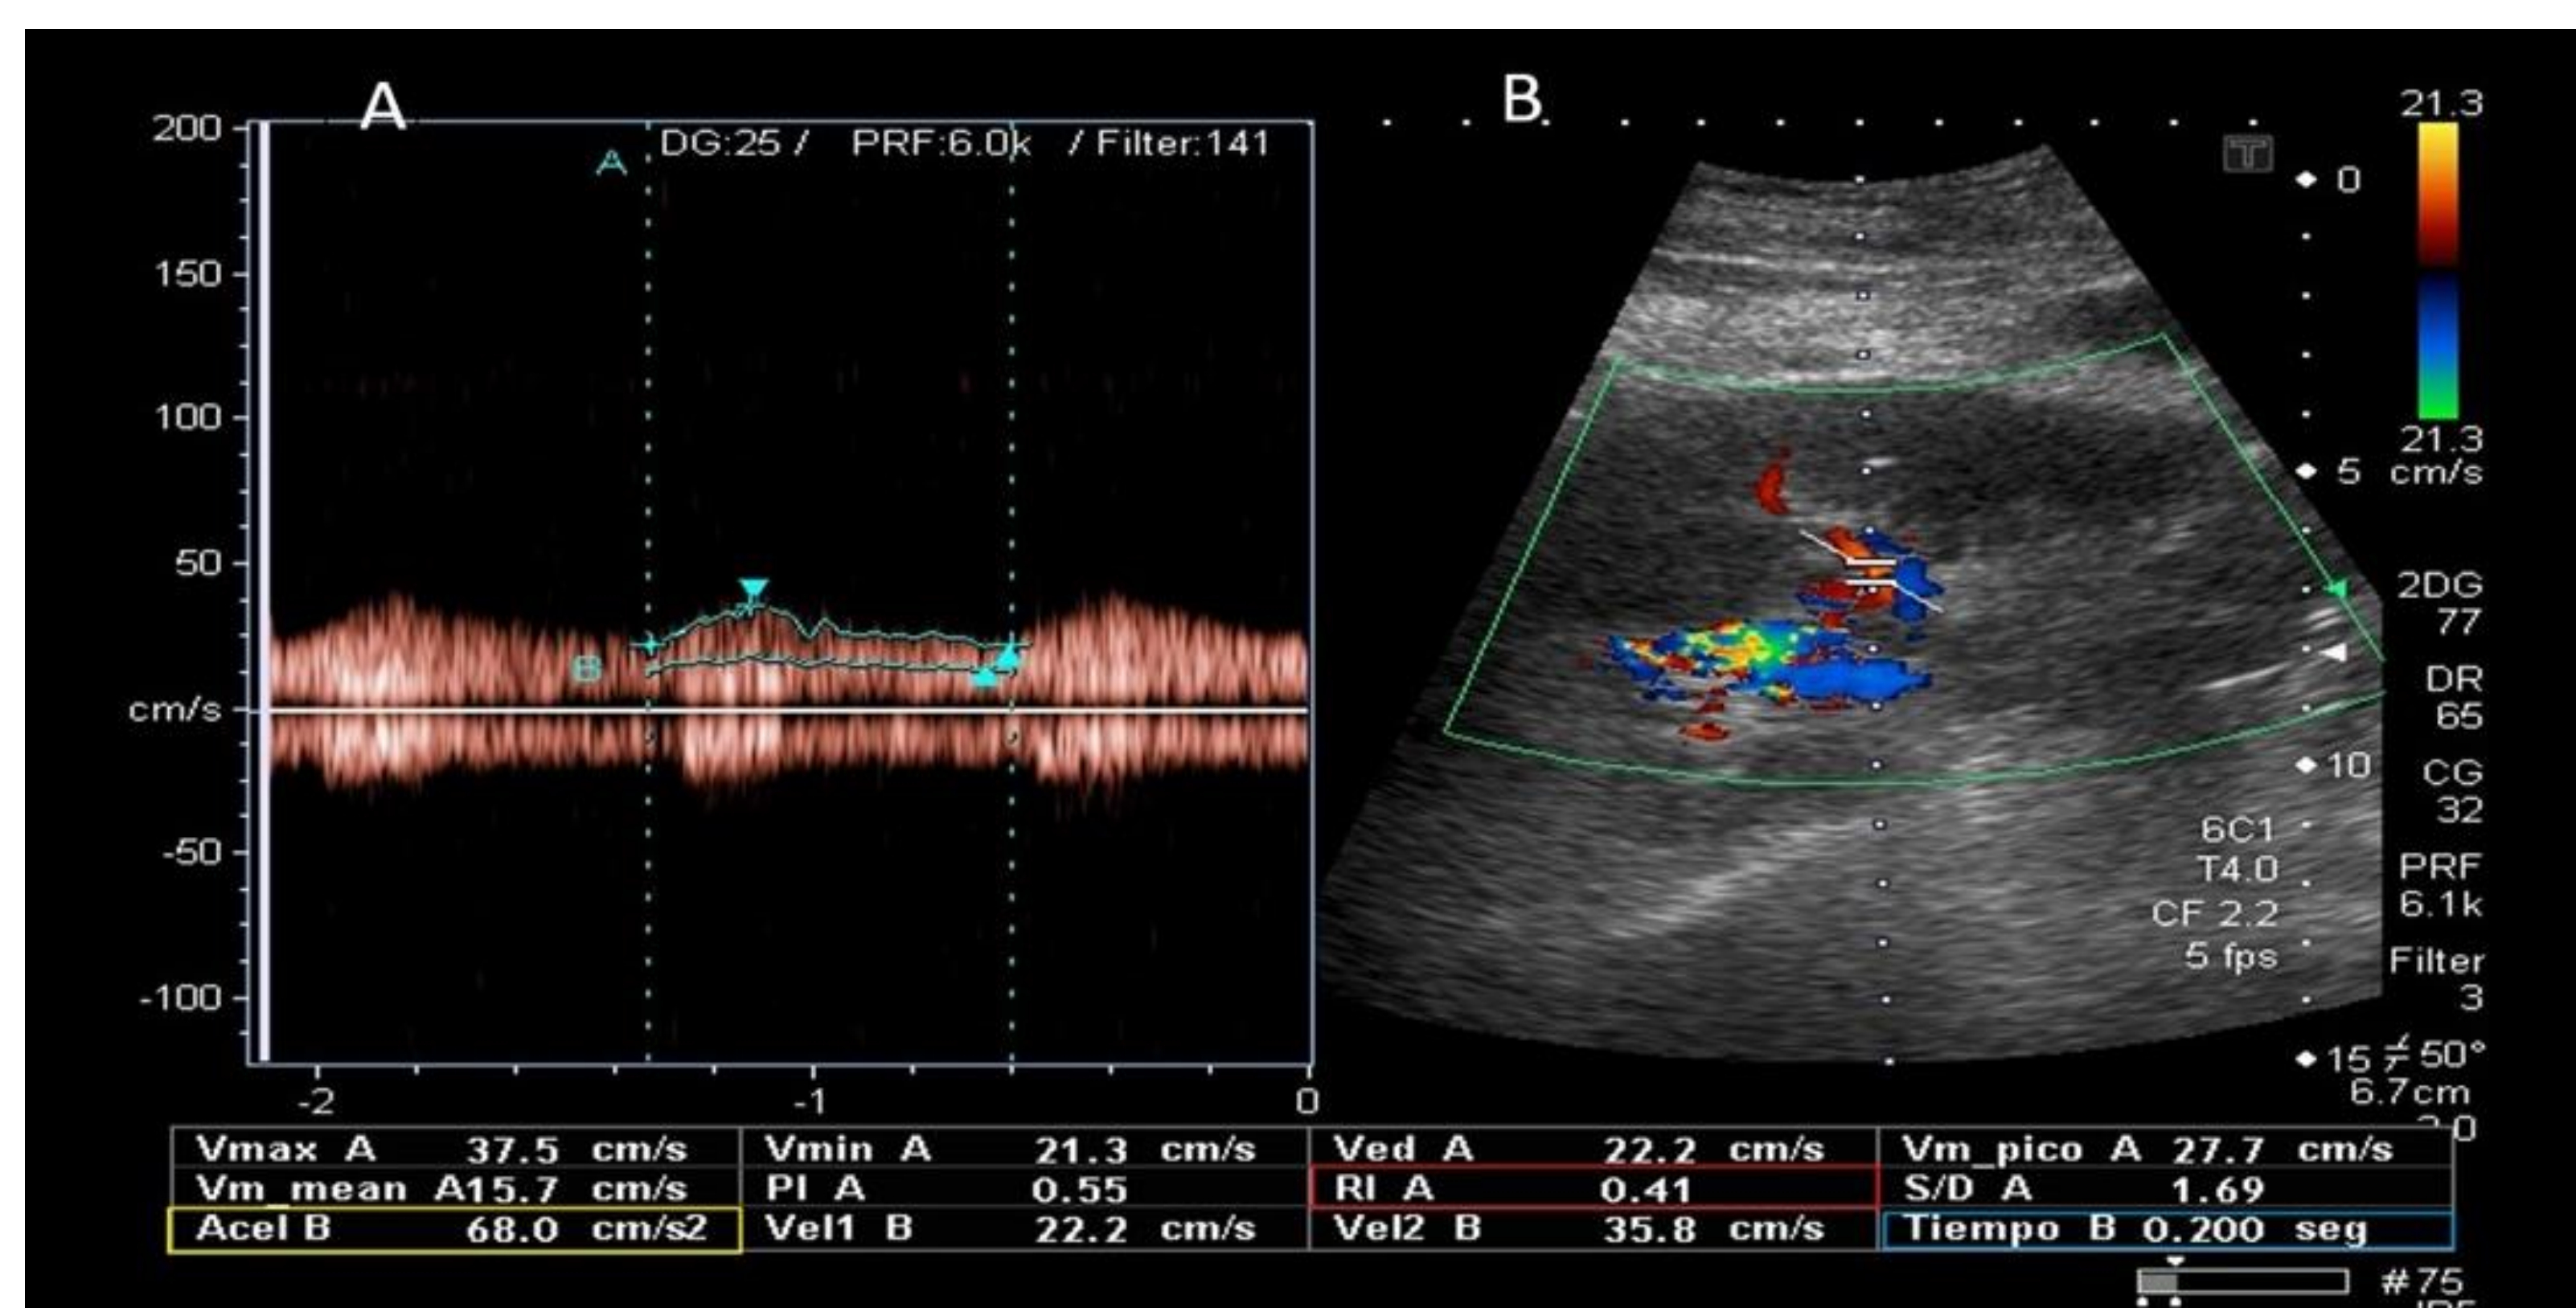 A
B
200
150
100
50
cm/s
-50
-100
A
DG:25 / PRF:6.0k / Filter:141
B
-2
-1
0
T
0
5
10
15
21.3
21.3
cm/s
2DG
77
DR
65
CG
32
PRF
6.1k
Filter
3
6C1
T4.0
CF 2.2
5 fps
50°
6.7cm
Vmax A 37.5 cm/s Vmin A 21.3 cm/s Ved A 22.2 cm/s Vm_pico A 27.7 cm/s
Vm_mean A15.7 cm/s PI A 0.55 RI A 0.41 S/D A 1.69
Acel B 68.0 cm/s2 Vel1 B 22.2 cm/s Vel2 B 35.8 cm/s Tiempo B 0.200 seg
#75